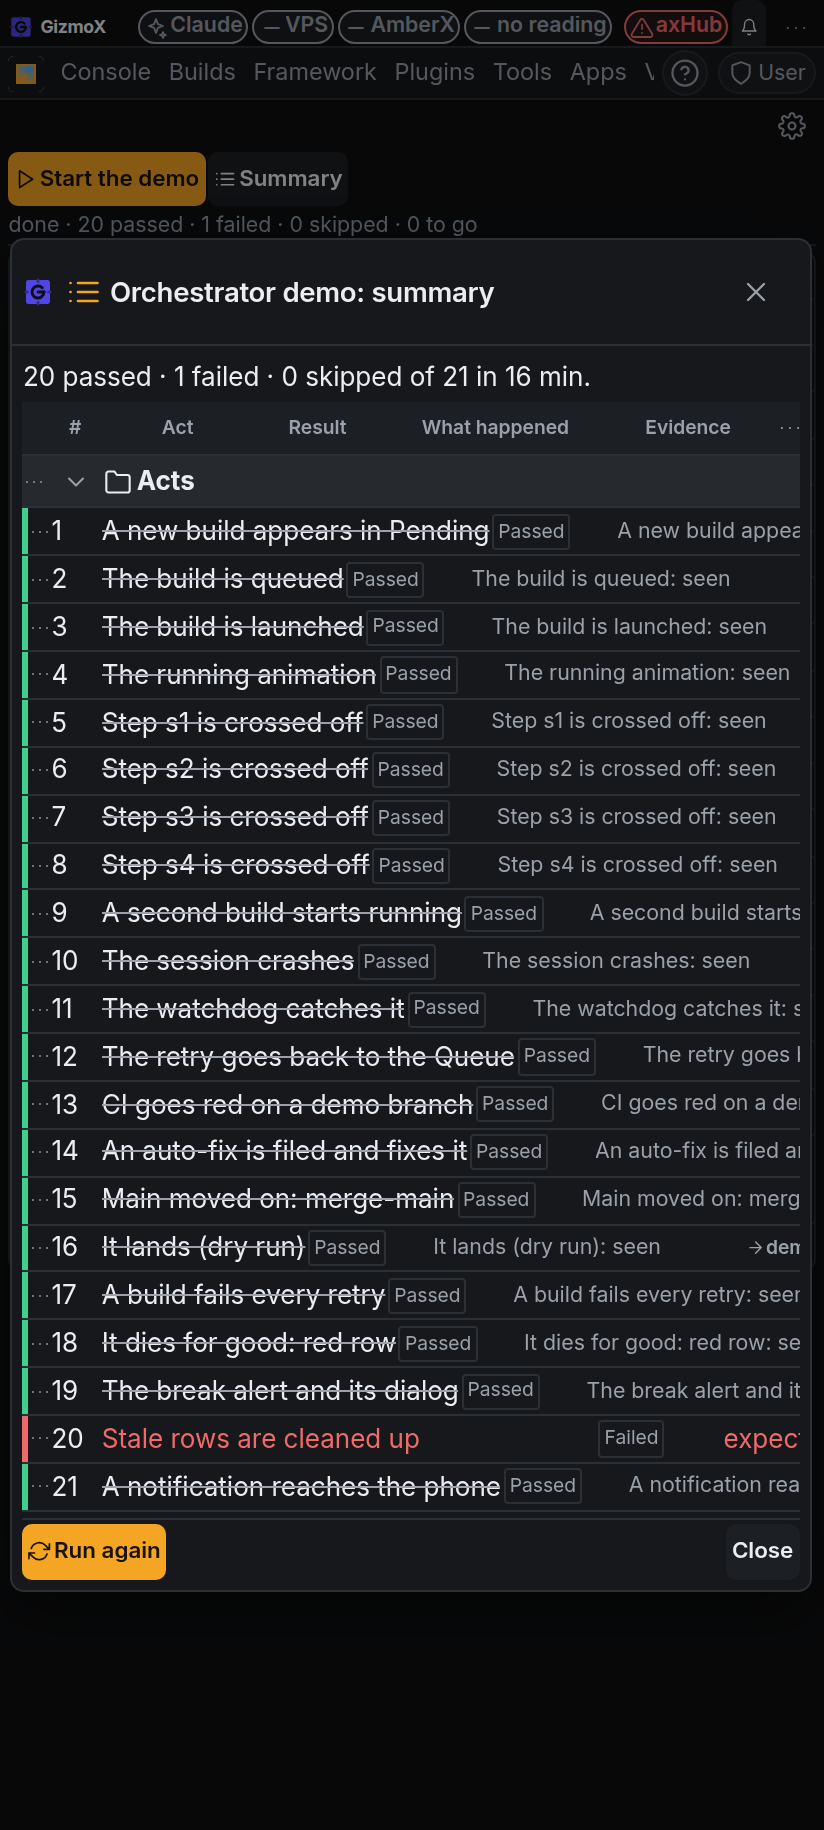 GizmoX Claude — VPS — AmberX — no reading axHub ···
Console Builds Framework Plugins Tools Apps User
Start the demo Summary
done · 20 passed · 1 failed · 0 skipped · 0 to go
Orchestrator demo: summary
20 passed · 1 failed · 0 skipped of 21 in 16 min.
# Act Result What happened Evidence ···
··· Acts
···1 A new build appears in Pending Passed A new build appea
···2 The build is queued Passed The build is queued: seen
···3 The build is launched Passed The build is launched: seen
···4 The running animation Passed The running animation: seen
···5 Step s1 is crossed off Passed Step s1 is crossed off: seen
···6 Step s2 is crossed off Passed Step s2 is crossed off: seen
···7 Step s3 is crossed off Passed Step s3 is crossed off: seen
···8 Step s4 is crossed off Passed Step s4 is crossed off: seen
···9 A second build starts running Passed A second build starts
···10 The session crashes Passed The session crashes: seen
···11 The watchdog catches it Passed The watchdog catches it: s
···12 The retry goes back to the Queue Passed The retry goes
···13 CI goes red on a demo branch Passed CI goes red on a de
···14 An auto-fix is filed and fixes it Passed An auto-fix is filed a
···15 Main moved on: merge-main Passed Main moved on: merg
···16 It lands (dry run) Passed It lands (dry run): seen → dem
···17 A build fails every retry Passed A build fails every retry: seen
···18 It dies for good: red row Passed It dies for good: red row: se
···19 The break alert and its dialog Passed The break alert and it
···20 Stale rows are cleaned up Failed expec
···21 A notification reaches the phone Passed A notification rea
Run again Close